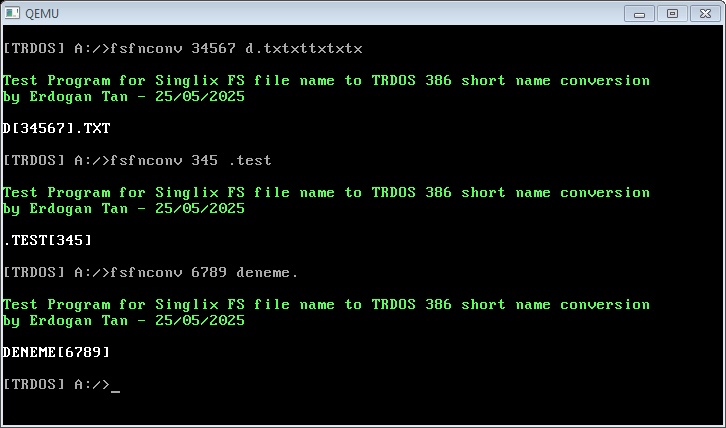 QEMU
[TRDOS] A:/>fsfnconv 34567 d.txtxttxtxtx
Test Program for Singlix FS file name to TRDOS 386 short name conversion
by Erdogan Tan - 25/05/2025
D[34567].TXT
[TRDOS] A:/>fsfnconv 345 .test
Test Program for Singlix FS file name to TRDOS 386 short name conversion
by Erdogan Tan - 25/05/2025
.TEST[345]
[TRDOS] A:/>fsfnconv 6789 deneme.
Test Program for Singlix FS file name to TRDOS 386 short name conversion
by Erdogan Tan - 25/05/2025
DENEME[6789]
[TRDOS] A:/>_